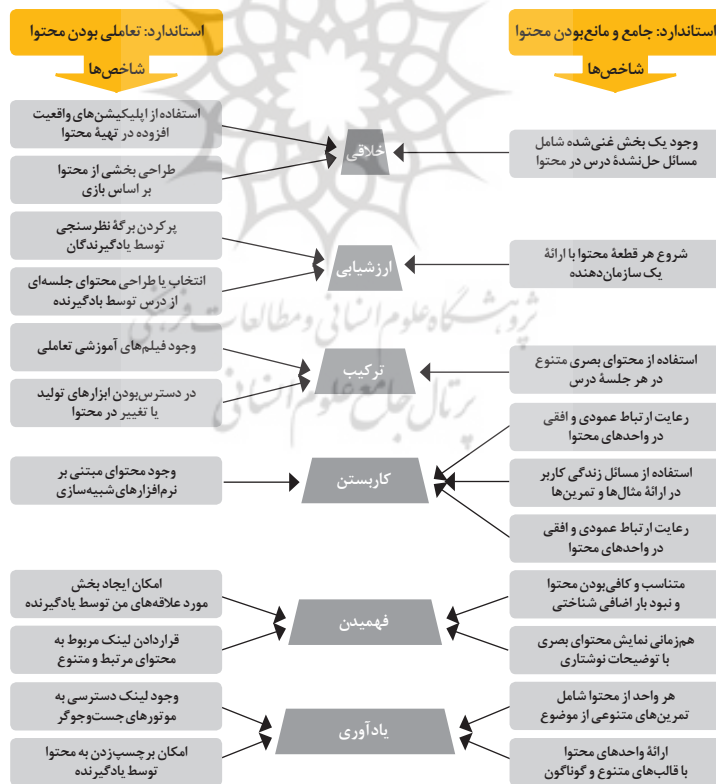 استاندارد: جامع و مانع‌بودن محتوا
شاخص‌ها
استاندارد: تعاملی بودن محتوا
شاخص‌ها
وجود یک بخش غنی‌شده شامل
مسائل حل‌نشدهٔ درس در محتوا
خلاقی
استفاده از اپلیکیشن‌های واقعیت
افزوده در تهیهٔ محتوا
طراحی بخشی از محتوا
بر اساس بازی
شروع هر قطعهٔ محتوا با ارائهٔ
یک سازمان‌دهنده
ارزشیابی
پرکردن برگهٔ نظرسنجی
توسط یادگیرندگان
انتخاب یا طراحی محتوای جلسه‌ای
از درس توسط یادگیرنده
پژوهشگاه علوم انسانی و مطالعات فرهنگی
استفاده از محتوای بصری متنوع
در هر جلسهٔ درس
ترکیب
وجود فیلم‌های آموزشی تعاملی
در دسترس‌بودن ابزارهای تولید
یا تغییر در محتوا
پرتال جامع علوم انسانی
رعایت ارتباط عمودی و افقی
در واحدهای محتوا
استفاده از مسائل زندگی کاربر
در ارائهٔ مثال‌ها و تمرین‌ها
رعایت ارتباط عمودی و افقی
در واحدهای محتوا
کاربستن
وجود محتوای مبتنی بر
نرم‌افزارهای شبیه‌سازی
متناسب و کافی‌بودن محتوا
و نبود بار اضافی شناختی
هم‌زمانی نمایش محتوای بصری
با توضیحات نوشتاری
فهمیدن
امکان ایجاد بخش
مورد علاقه‌های من توسط یادگیرنده
قراردادن لینک مربوط به
محتوای مرتبط و متنوع
هر واحد از محتوا شامل
تمرین‌های متنوعی از موضوع
ارائهٔ واحدهای محتوا
با قالب‌های متنوع و گوناگون
یادآوری
وجود لینک دسترسی به
موتورهای جست‌وجوگر
امکان برچسب‌زدن به محتوا
توسط یادگیرنده